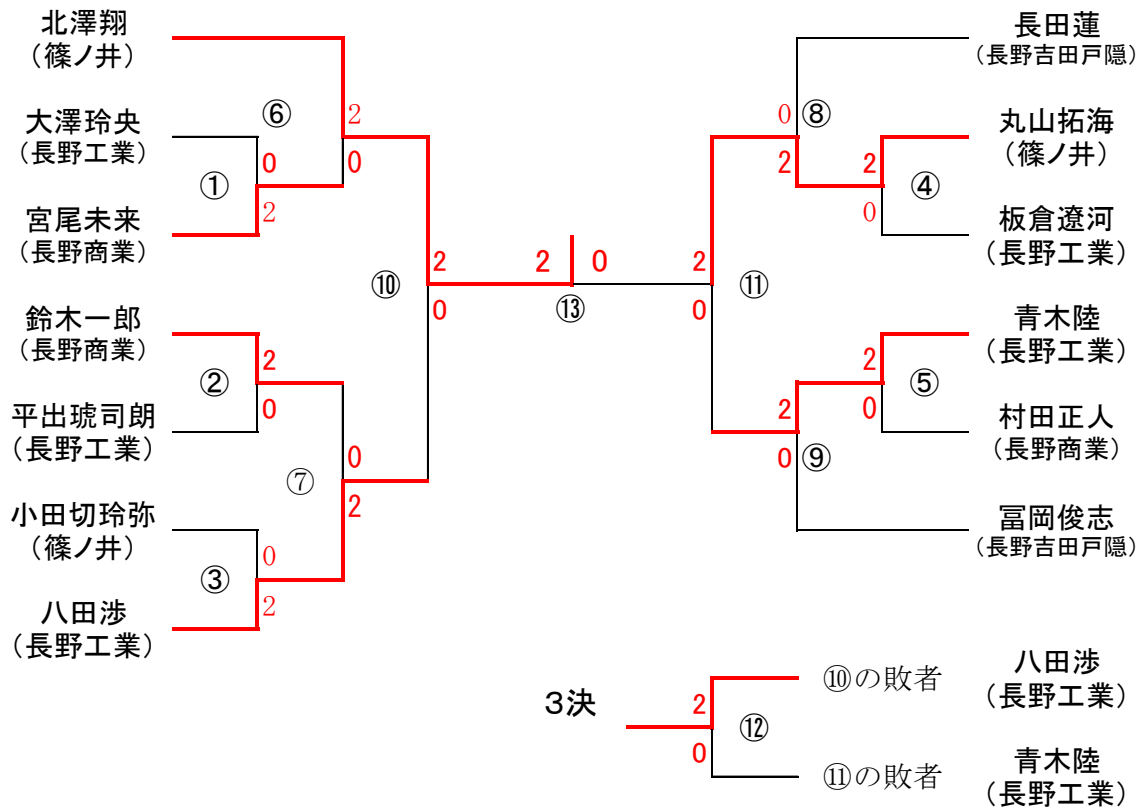 北澤翔
(篠ノ井)
⑥
2
大澤玲央
(長野工業)
0
0
①
2
宮尾未来
(長野商業)
⑩
2
0
鈴木一郎
(長野商業)
2
②
0
平出琥司朗
(長野工業)
0
⑦
2
小田切玲弥
(篠ノ井)
0
③
2
八田渉
(長野工業)
2
0
⑬
長田蓮
(長野吉田戸隠)
0
⑧
2
丸山拓海
(篠ノ井)
2
④
0
板倉遼河
(長野工業)
2
⑪
0
青木陸
(長野工業)
2
⑤
0
2
村田正人
(長野商業)
0
⑨
冨岡俊志
(長野吉田戸隠)
3決
2
⑫
0
⑩の敗者
八田渉
(長野工業)
⑪の敗者
青木陸
(長野工業)